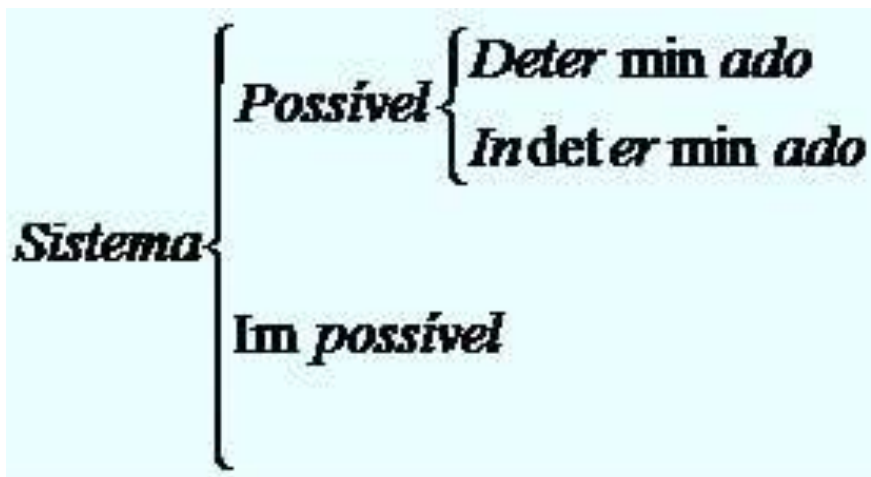 Deter min ado
Possível
In det er min ado
Sistema
Im possível